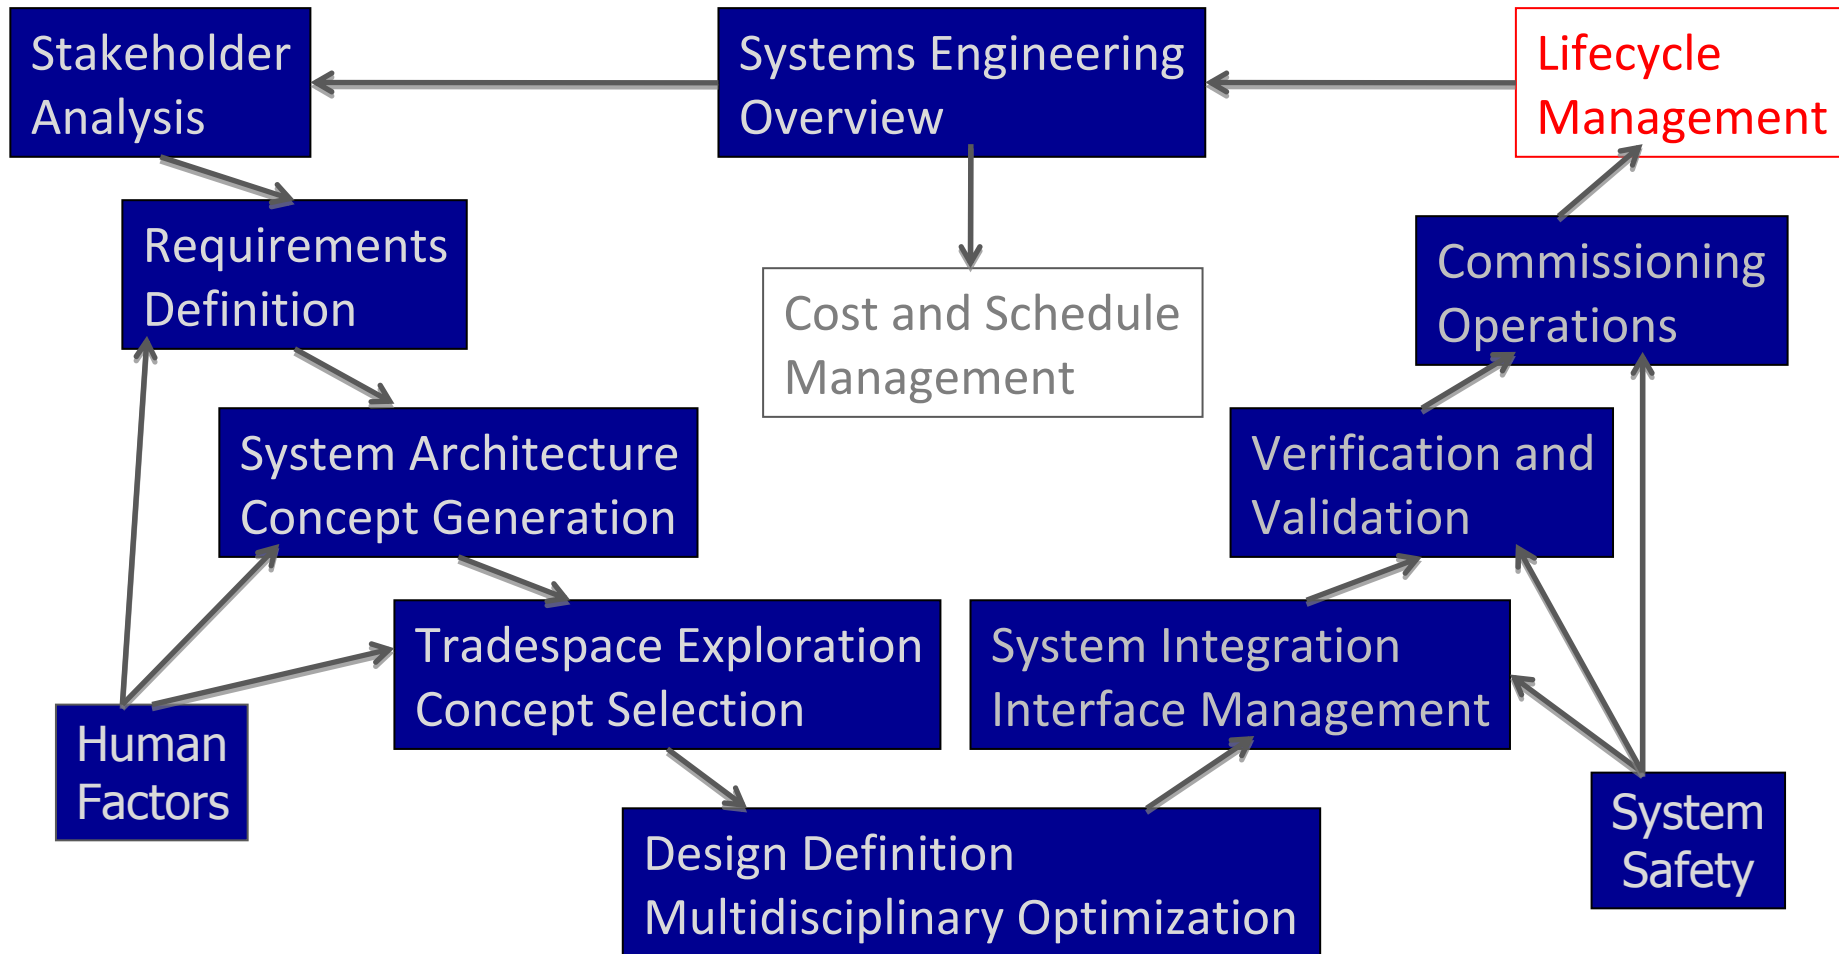 Stakeholder
Analysis
Systems Engineering
Overview
Lifecycle
Management
Requirements
Definition
Cost and Schedule
Management
Commissioning
Operations
System Architecture
Concept Generation
Verification and
Validation
Tradespace Exploration
Concept Selection
System Integration
Interface Management
Human
Factors
System
Safety
Design Definition
Multidisciplinary Optimization